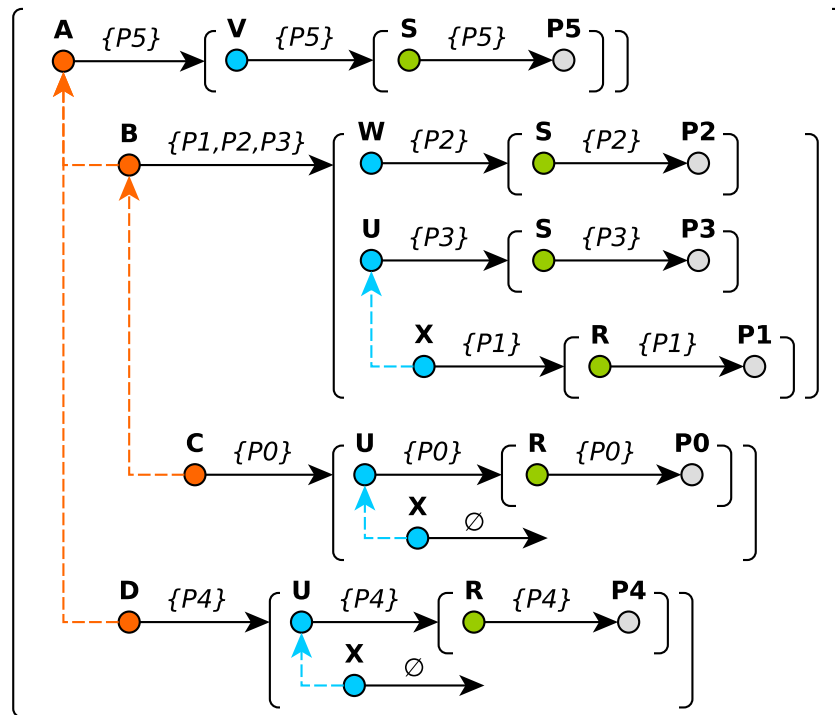 A {P5} V {P5} S {P5} P5
B {P1,P2,P3} W {P2} S {P2} P2
U {P3} S {P3} P3
X {P1} R {P1} P1
C {P0} U {P0} R {P0} P0
X ∅
D {P4} U {P4} R {P4} P4
X ∅